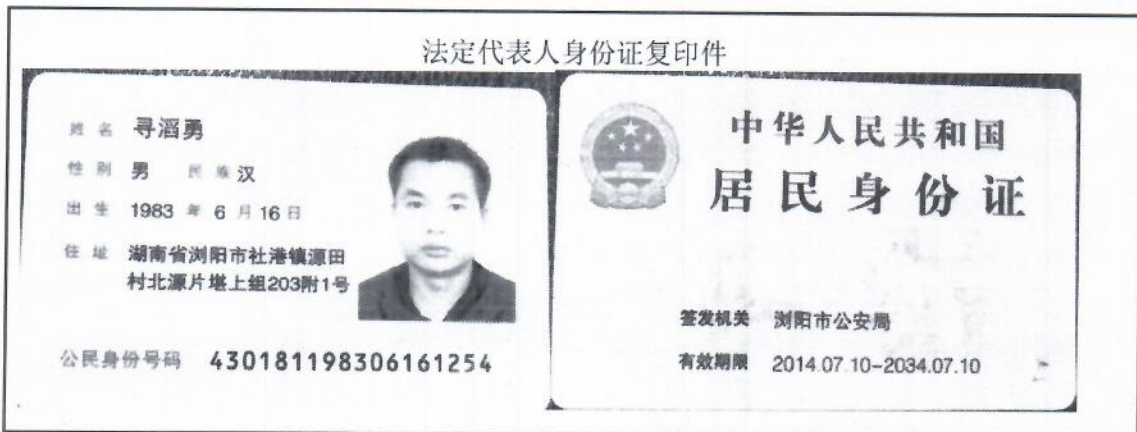 法定代表人身份证复印件
姓名 寻滔勇
性别 男 民族 汉
出生 1983 年 6 月 16 日
住址 湖南省浏阳市社港镇源田
村北源片塅上组203附1号
公民身份号码 430181198306161254
中华人民共和国
居民身份证
签发机关 浏阳市公安局
有效期限 2014.07.10-2034.07.10